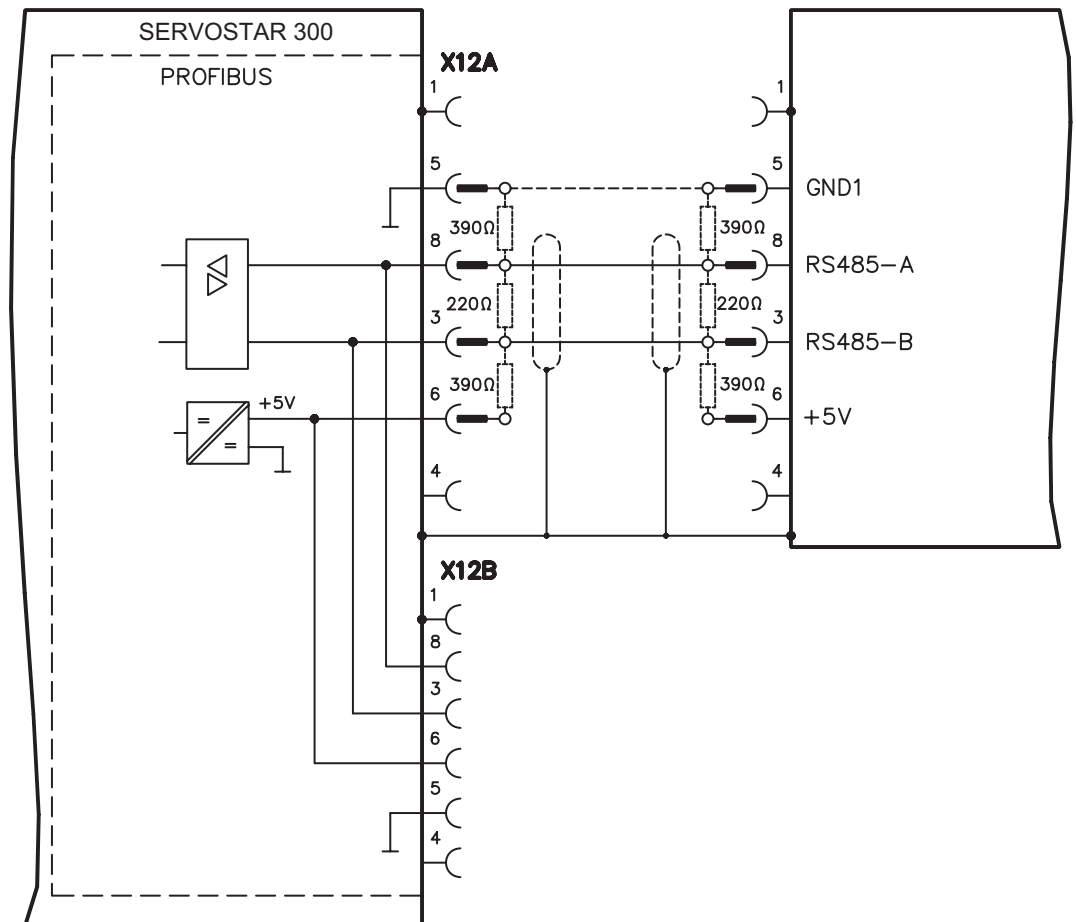 SERVOSTAR 300
PROFIBUS
X12A
1
1
5
5
GND1
390Ω
390Ω
8
8
RS485-A
220Ω
220Ω
3
3
RS485-B
390Ω
390Ω
6
6
+5V
+5V
=
=
4
4
X12B
1
8
3
6
5
4